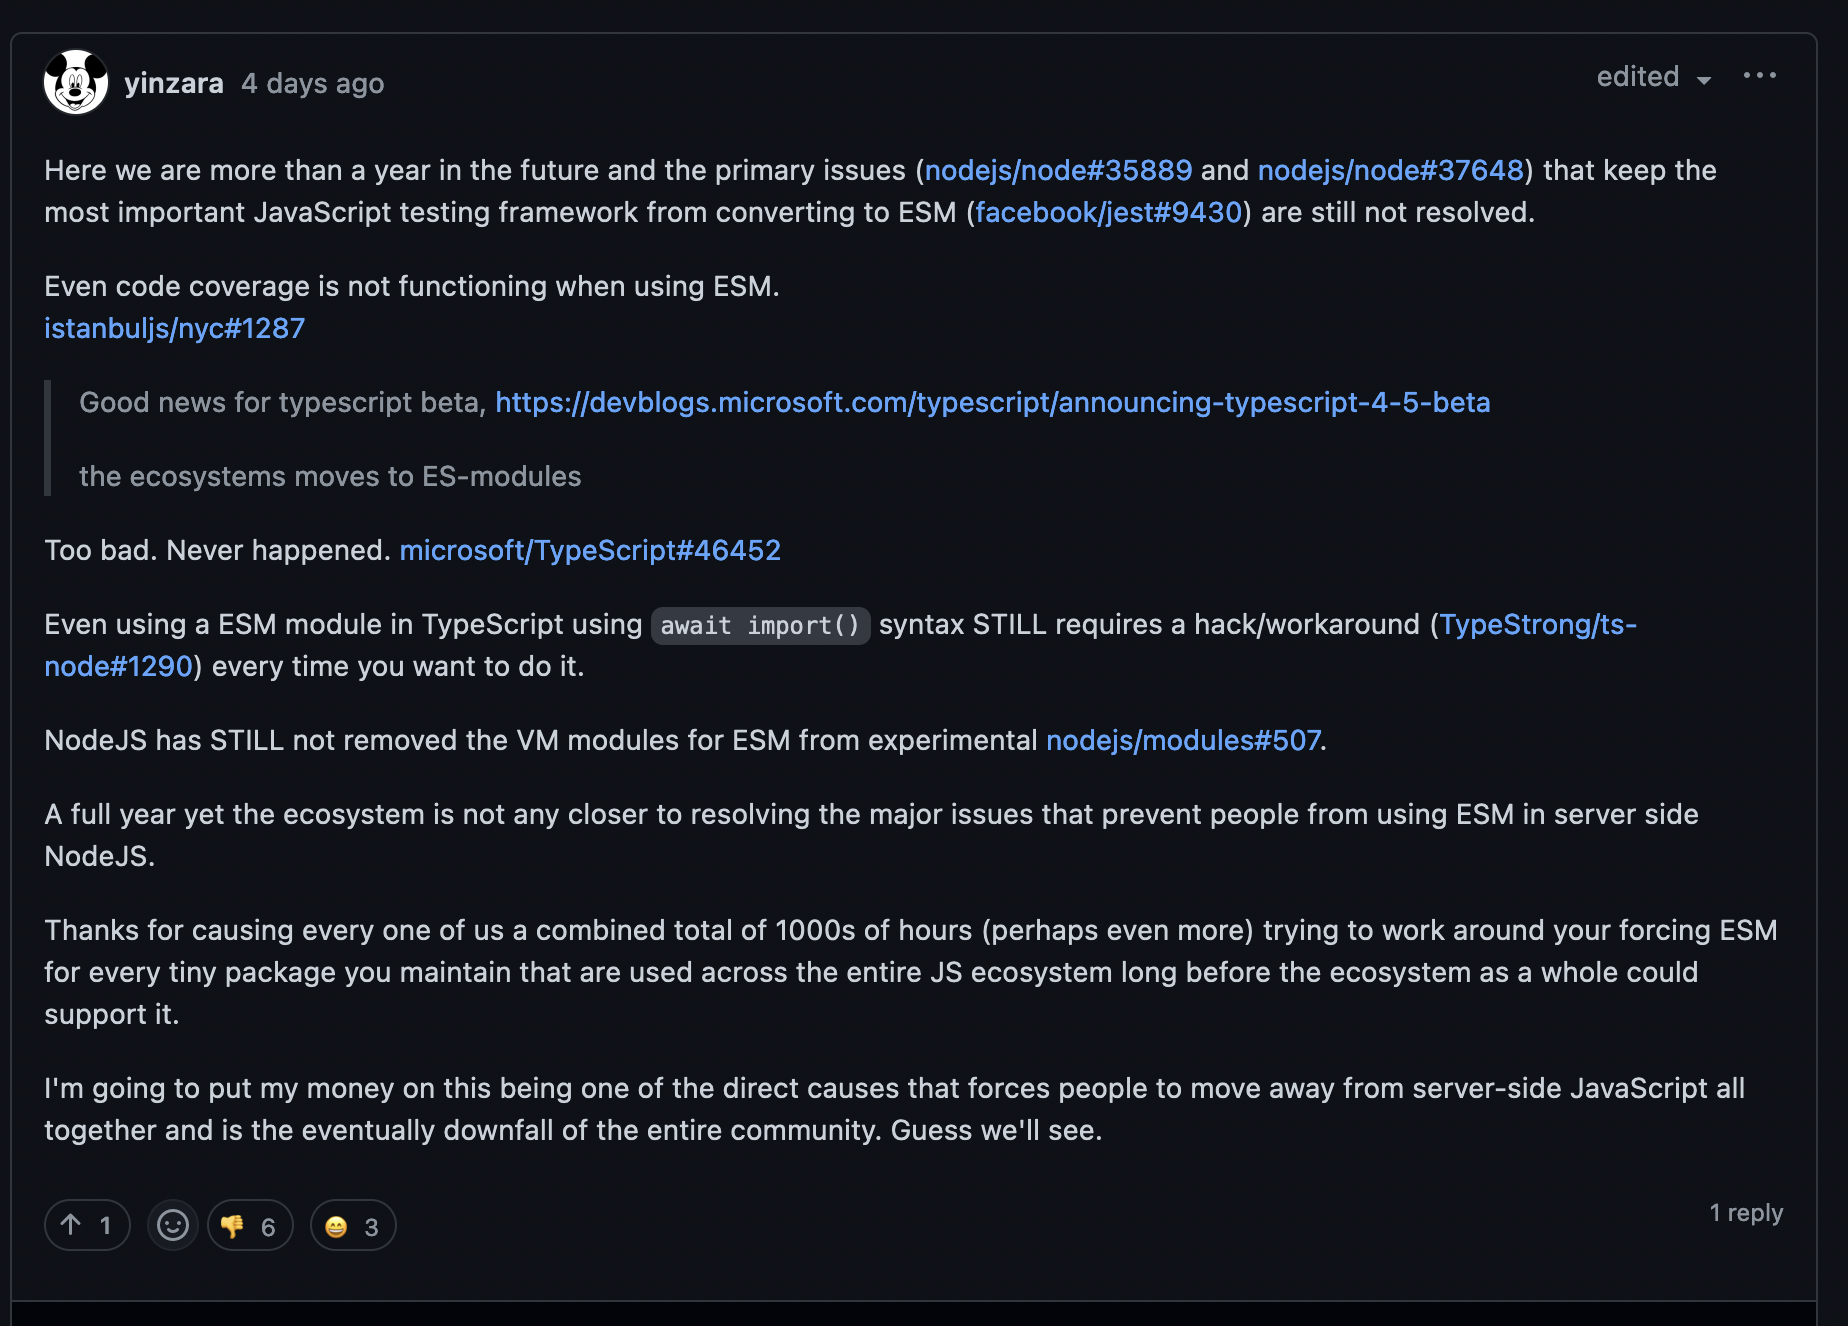 yinzara 4 days ago
edited
Here we are more than a year in the future and the primary issues (nodejs/node#35889 and nodejs/node#37648) that keep the
most important JavaScript testing framework from converting to ESM (facebook/jest#9430) are still not resolved.
Even code coverage is not functioning when using ESM.
istanbuljs/nyc#1287
Good news for typescript beta, https://devblogs.microsoft.com/typescript/announcing-typescript-4-5-beta
the ecosystems moves to ES-modules
Too bad. Never happened. microsoft/TypeScript#46452
Even using a ESM module in TypeScript using await import() syntax STILL requires a hack/workaround (TypeStrong/ts-
node#1290) every time you want to do it.
NodeJS has STILL not removed the VM modules for ESM from experimental nodejs/modules#507.
A full year yet the ecosystem is not any closer to resolving the major issues that prevent people from using ESM in server side
NodeJS.
Thanks for causing every one of us a combined total of 1000s of hours (perhaps even more) trying to work around your forcing ESM
for every tiny package you maintain that are used across the entire JS ecosystem long before the ecosystem as a whole could
support it.
I'm going to put my money on this being one of the direct causes that forces people to move away from server-side JavaScript all
together and is the eventually downfall of the entire community. Guess we'll see.
1 6 3
1 reply